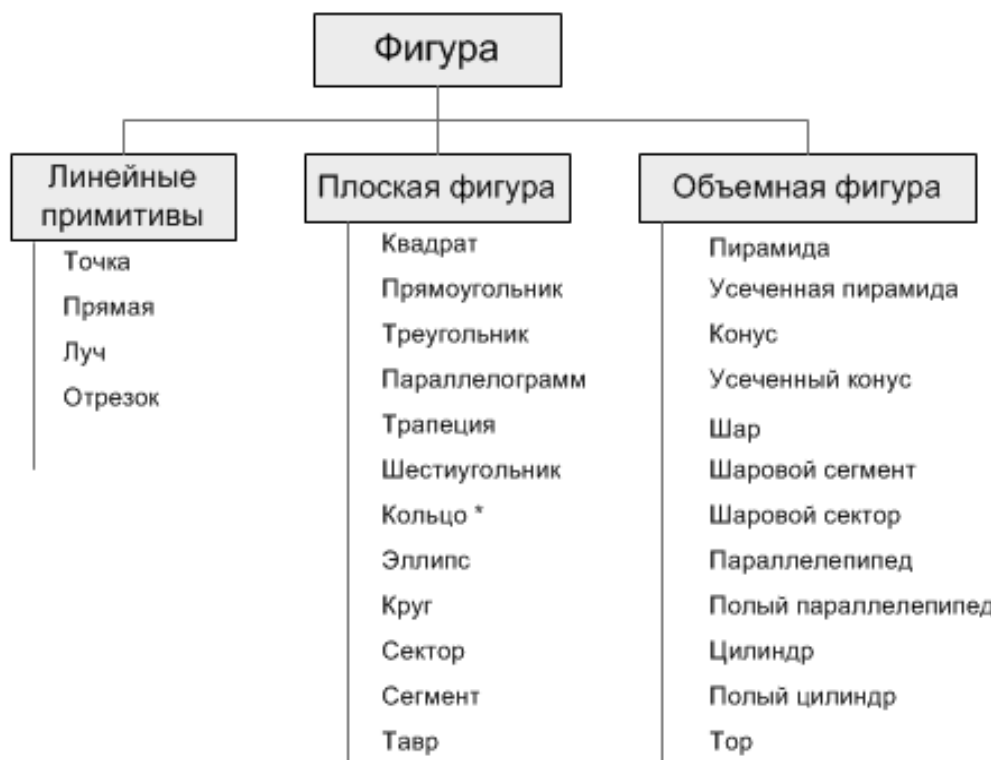 Фигура
Линейные
примитивы
Точка
Прямая
Луч
Отрезок
Плоская фигура
Квадрат
Прямоугольник
Треугольник
Параллелограмм
Трапеция
Шестиугольник
Кольцо *
Эллипс
Круг
Сектор
Сегмент
Тавр
Объемная фигура
Пирамида
Усеченная пирамида
Конус
Усеченный конус
Шар
Шаровой сегмент
Шаровой сектор
Параллелепипед
Полый параллелепипед
Цилиндр
Полый цилиндр
Тор